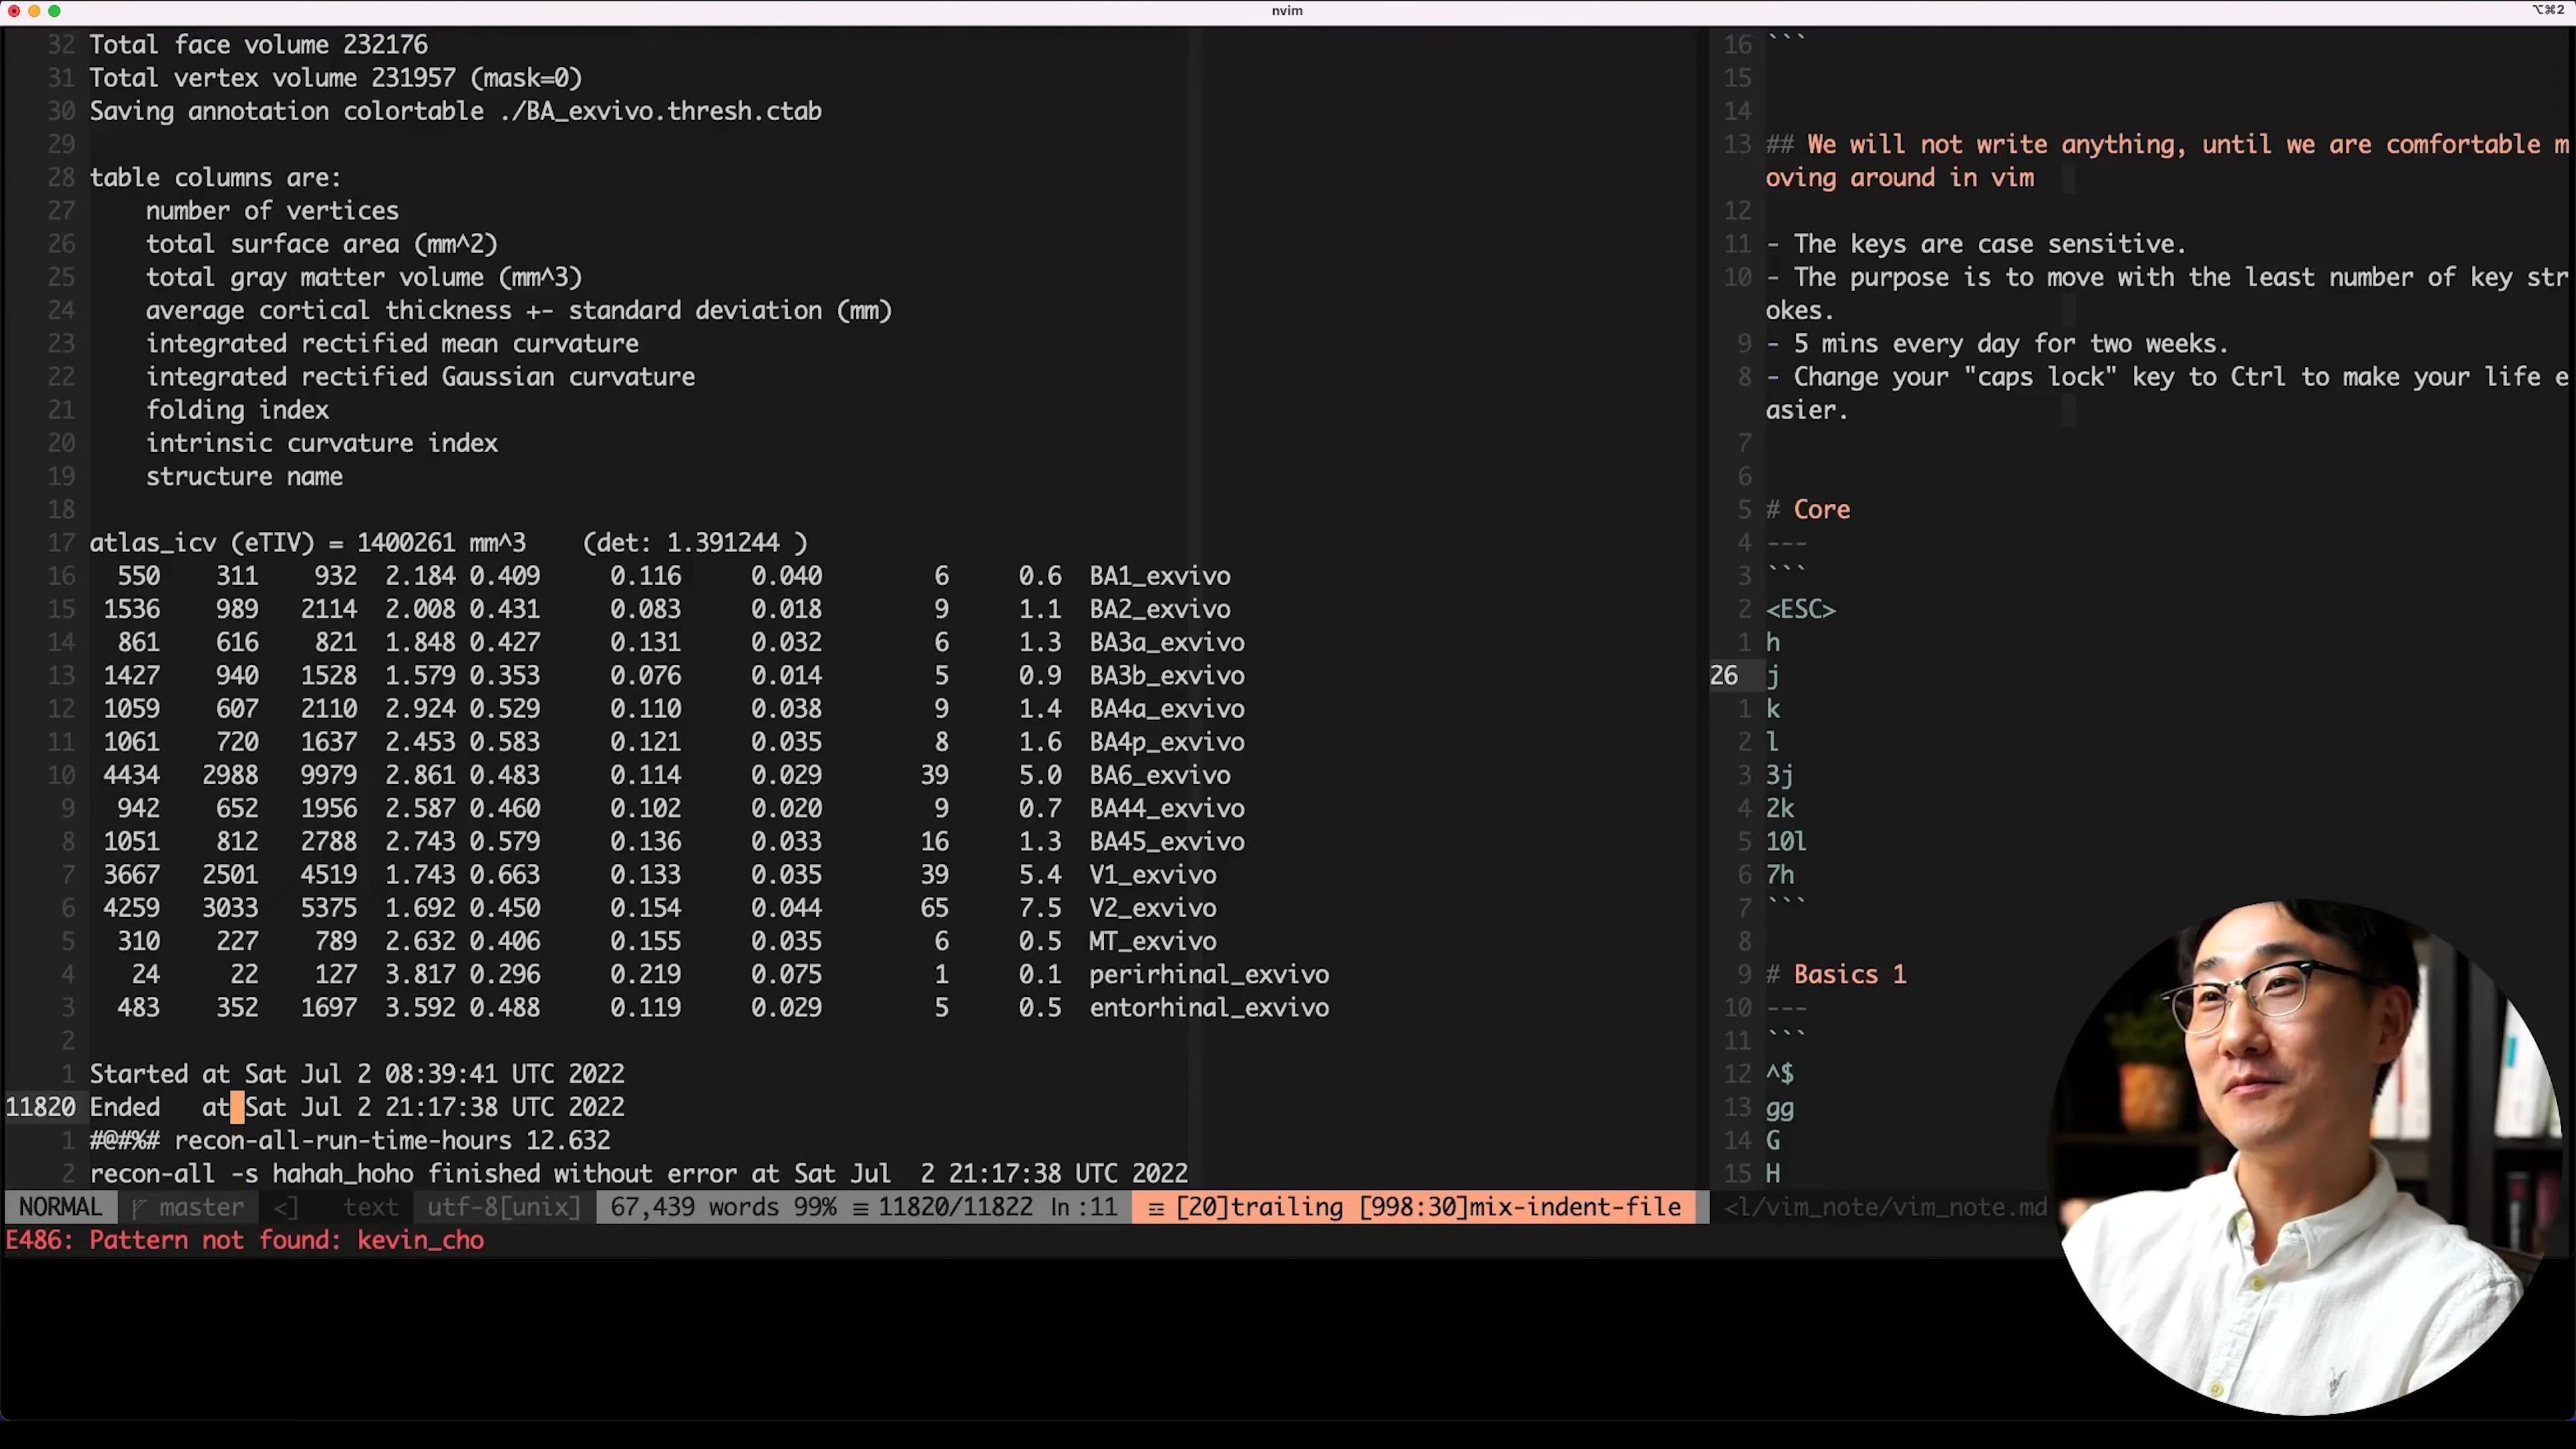 nvim
⌥⌘2
32 Total face volume 232176
31 Total vertex volume 231957 (mask=0)
30 Saving annotation colortable ./BA_exvivo.thresh.ctab
29
28 table columns are:
27 number of vertices
26 total surface area (mm^2)
25 total gray matter volume (mm^3)
24 average cortical thickness +- standard deviation (mm)
23 integrated rectified mean curvature
22 integrated rectified Gaussian curvature
21 folding index
20 intrinsic curvature index
19 structure name
18
17 atlas_icv (eTIV) = 1400261 mm^3 (det: 1.391244 )
16 550 311 932 2.184 0.409 0.116 0.040 6 0.6 BA1_exvivo
15 1536 989 2114 2.008 0.431 0.083 0.018 9 1.1 BA2_exvivo
14 861 616 821 1.848 0.427 0.131 0.032 6 1.3 BA3a_exvivo
13 1427 940 1528 1.579 0.353 0.076 0.014 5 0.9 BA3b_exvivo
12 1059 607 2110 2.924 0.529 0.110 0.038 9 1.4 BA4a_exvivo
11 1061 720 1637 2.453 0.583 0.121 0.035 8 1.6 BA4p_exvivo
10 4434 2988 9979 2.861 0.483 0.114 0.029 39 5.0 BA6_exvivo
9 942 652 1956 2.587 0.460 0.102 0.020 9 0.7 BA44_exvivo
8 1051 812 2788 2.743 0.579 0.136 0.033 16 1.3 BA45_exvivo
7 3667 2501 4519 1.743 0.663 0.133 0.035 39 5.4 V1_exvivo
6 4259 3033 5375 1.692 0.450 0.154 0.044 65 7.5 V2_exvivo
5 310 227 789 2.632 0.406 0.155 0.035 6 0.5 MT_exvivo
4 24 22 127 3.817 0.296 0.219 0.075 1 0.1 perirhinal_exvivo
3 483 352 1697 3.592 0.488 0.119 0.029 5 0.5 entorhinal_exvivo
2
1 Started at Sat Jul 2 08:39:41 UTC 2022
11820 Ended at Sat Jul 2 21:17:38 UTC 2022
1 #@#%# recon-all-run-time-hours 12.632
2 recon-all -s hahah_hoho finished without error at Sat Jul 2 21:17:38 UTC 2022
NORMAL master <] text utf-8[unix] 67,439 words 99% ≡ 11820/11822 ln :11 ≡ [20]trailing [998:30]mix-indent-file
E486: Pattern not found: kevin_cho
16 ```
15
14
13 ## We will not write anything, until we are comfortable m
oving around in vim
12
11 - The keys are case sensitive.
10 - The purpose is to move with the least number of key str
okes.
9 - 5 mins every day for two weeks.
8 - Change your "caps lock" key to Ctrl to make your life e
asier.
7
6
5 # Core
4 ---
3 ```
2 <ESC>
1 h
26 j
1 k
2 l
3 3j
4 2k
5 10l
6 7h
7 ```
8
9 # Basics 1
10 ---
11 ```
12 ^$
13 gg
14 G
15 H
<l/vim_note/vim_note.md